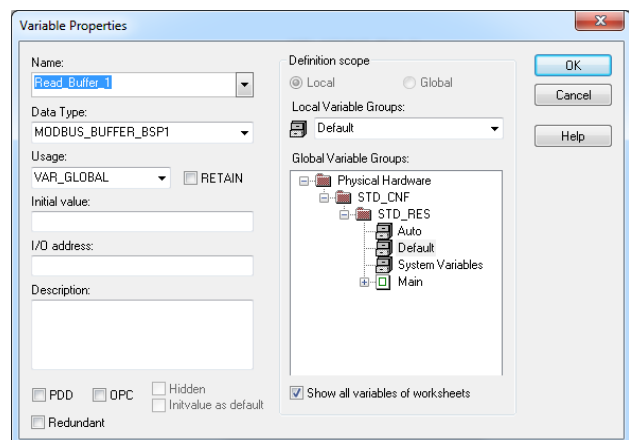 Variable Properties
Name:
Read_Buffer_1
Data Type:
MODBUS_BUFFER_BSP1
Usage:
VAR_GLOBAL
RETAIN
Initial value:
I/O address:
Description:
PDD
OPC
Hidden
Initvalue as default
Redundant
Definition scope
Local
Global
Local Variable Groups:
Default
Global Variable Groups:
Physical Hardware
STD_CNF
STD_RES
Auto
Default
System Variables
Main
Show all variables of worksheets
OK
Cancel
Help